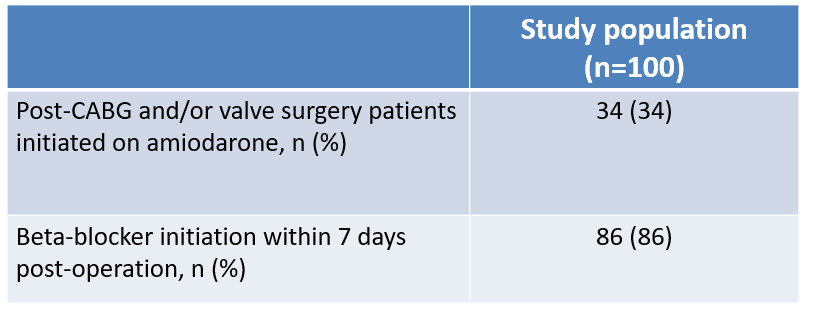 Study population
(n=100)
Post-CABG and/or valve surgery patients
initiated on amiodarone, n (%)
34 (34)
Beta-blocker initiation within 7 days
post-operation, n (%)
86 (86)